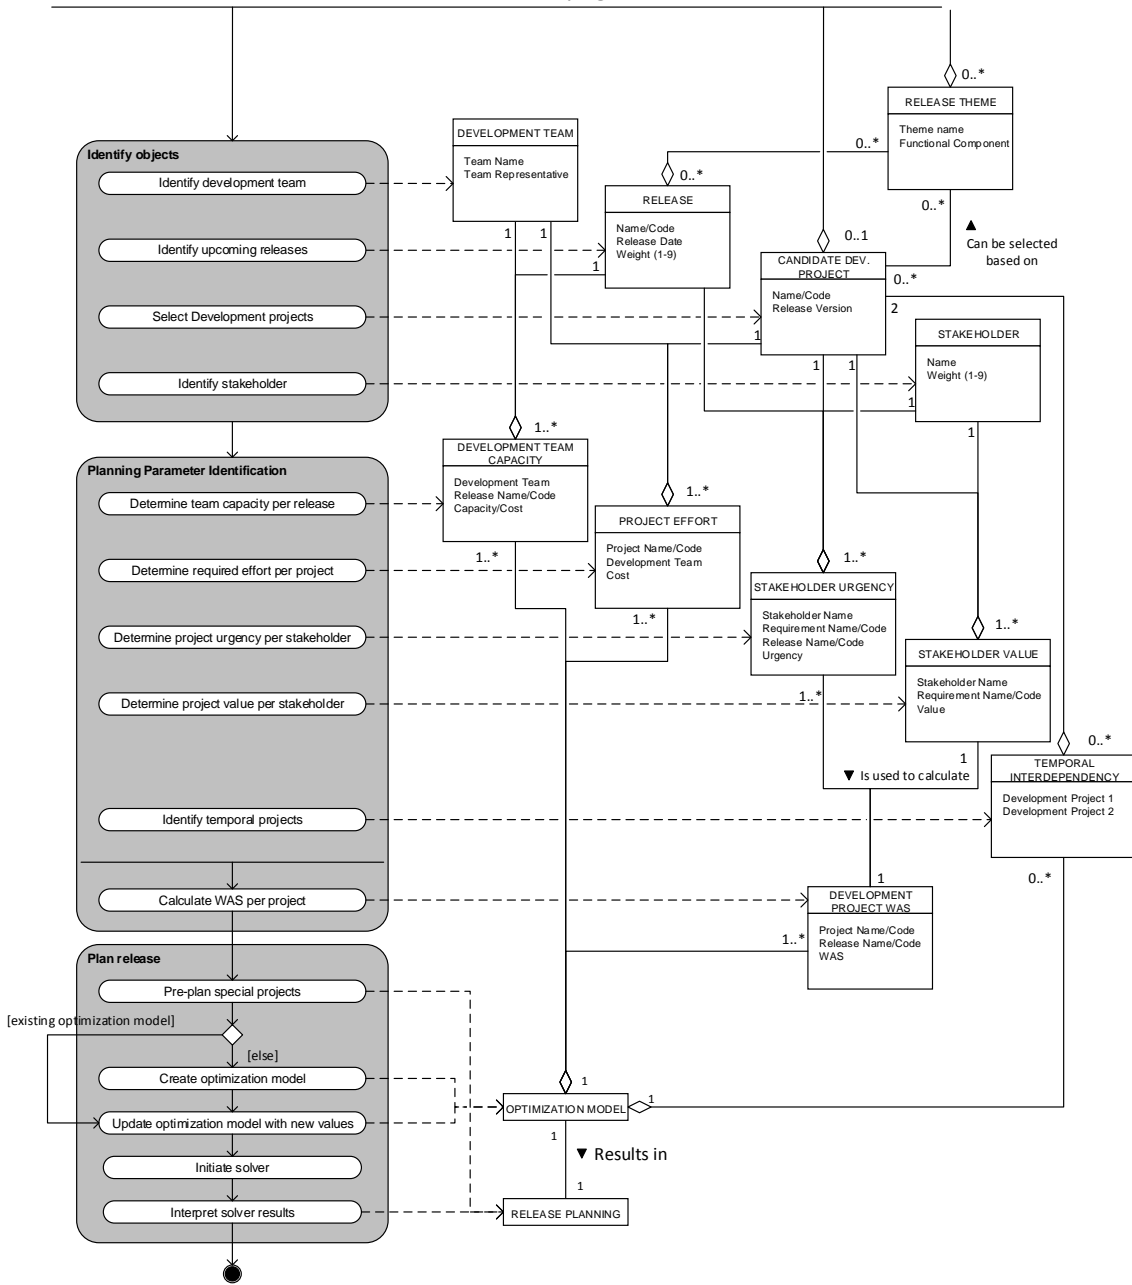 0..*
RELEASE THEME
Theme name
Functional Component
0..*
0..*
DEVELOPMENT TEAM
Team Name
Team Representative
1
1
Identify objects
Identify development team
Identify upcoming releases
Select Development projects
Identify stakeholder
0..*
RELEASE
Name/Code
Release Date
Weight (1-9)
1
0..1
CANDIDATE DEV.
PROJECT
Name/Code
Release Version
0..*
2
1
1
1
▲
Can be selected
based on
STAKEHOLDER
Name
Weight (1-9)
1
1
1..*
DEVELOPMENT TEAM
CAPACITY
Development Team
Release Name/Code
Capacity/Cost
1..*
Planning Parameter Identification
Determine team capacity per release
Determine required effort per project
Determine project urgency per stakeholder
Determine project value per stakeholder
Identify temporal projects
Calculate WAS per project
1..*
PROJECT EFFORT
Project Name/Code
Development Team
Cost
1..*
1..*
STAKEHOLDER URGENCY
Stakeholder Name
Requirement Name/Code
Release Name/Code
Urgency
1..*
1..*
STAKEHOLDER VALUE
Stakeholder Name
Requirement Name/Code
Value
1
▼ Is used to calculate
0..*
TEMPORAL
INTERDEPENDENCY
Development Project 1
Development Project 2
0..*
1
DEVELOPMENT
PROJECT WAS
Project Name/Code
Release Name/Code
WAS
1..*
Plan release
Pre-plan special projects
[existing optimization model]
[else]
Create optimization model
Update optimization model with new values
Initiate solver
Interpret solver results
1
OPTIMIZATION MODEL
1
1
▼ Results in
1
RELEASE PLANNING